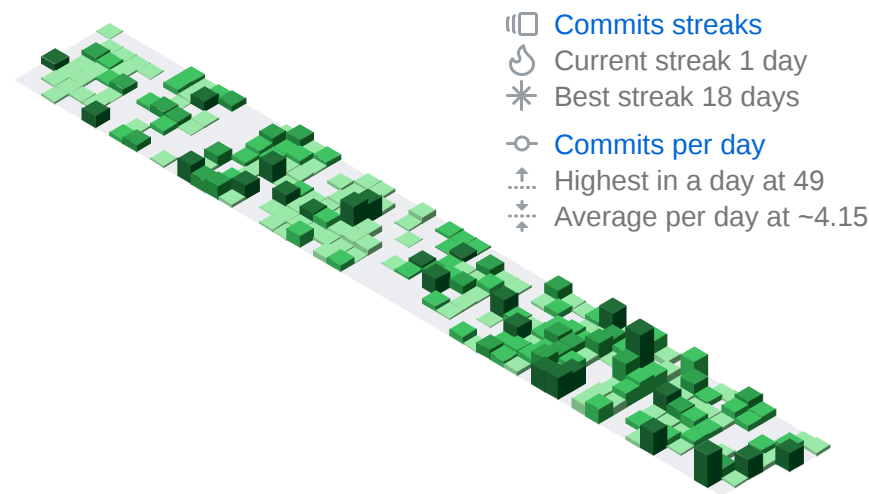 Commits streaks
Current streak 1 day
Best streak 18 days
Commits per day
Highest in a day at 49
Average per day at ~4.15